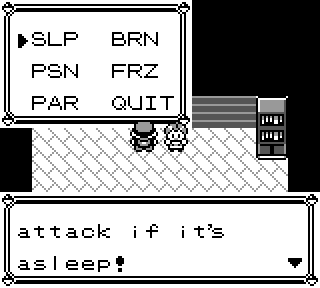 ▶SLP BRN
PSN FRZ
PAR QUIT
attack if it's
asleep!